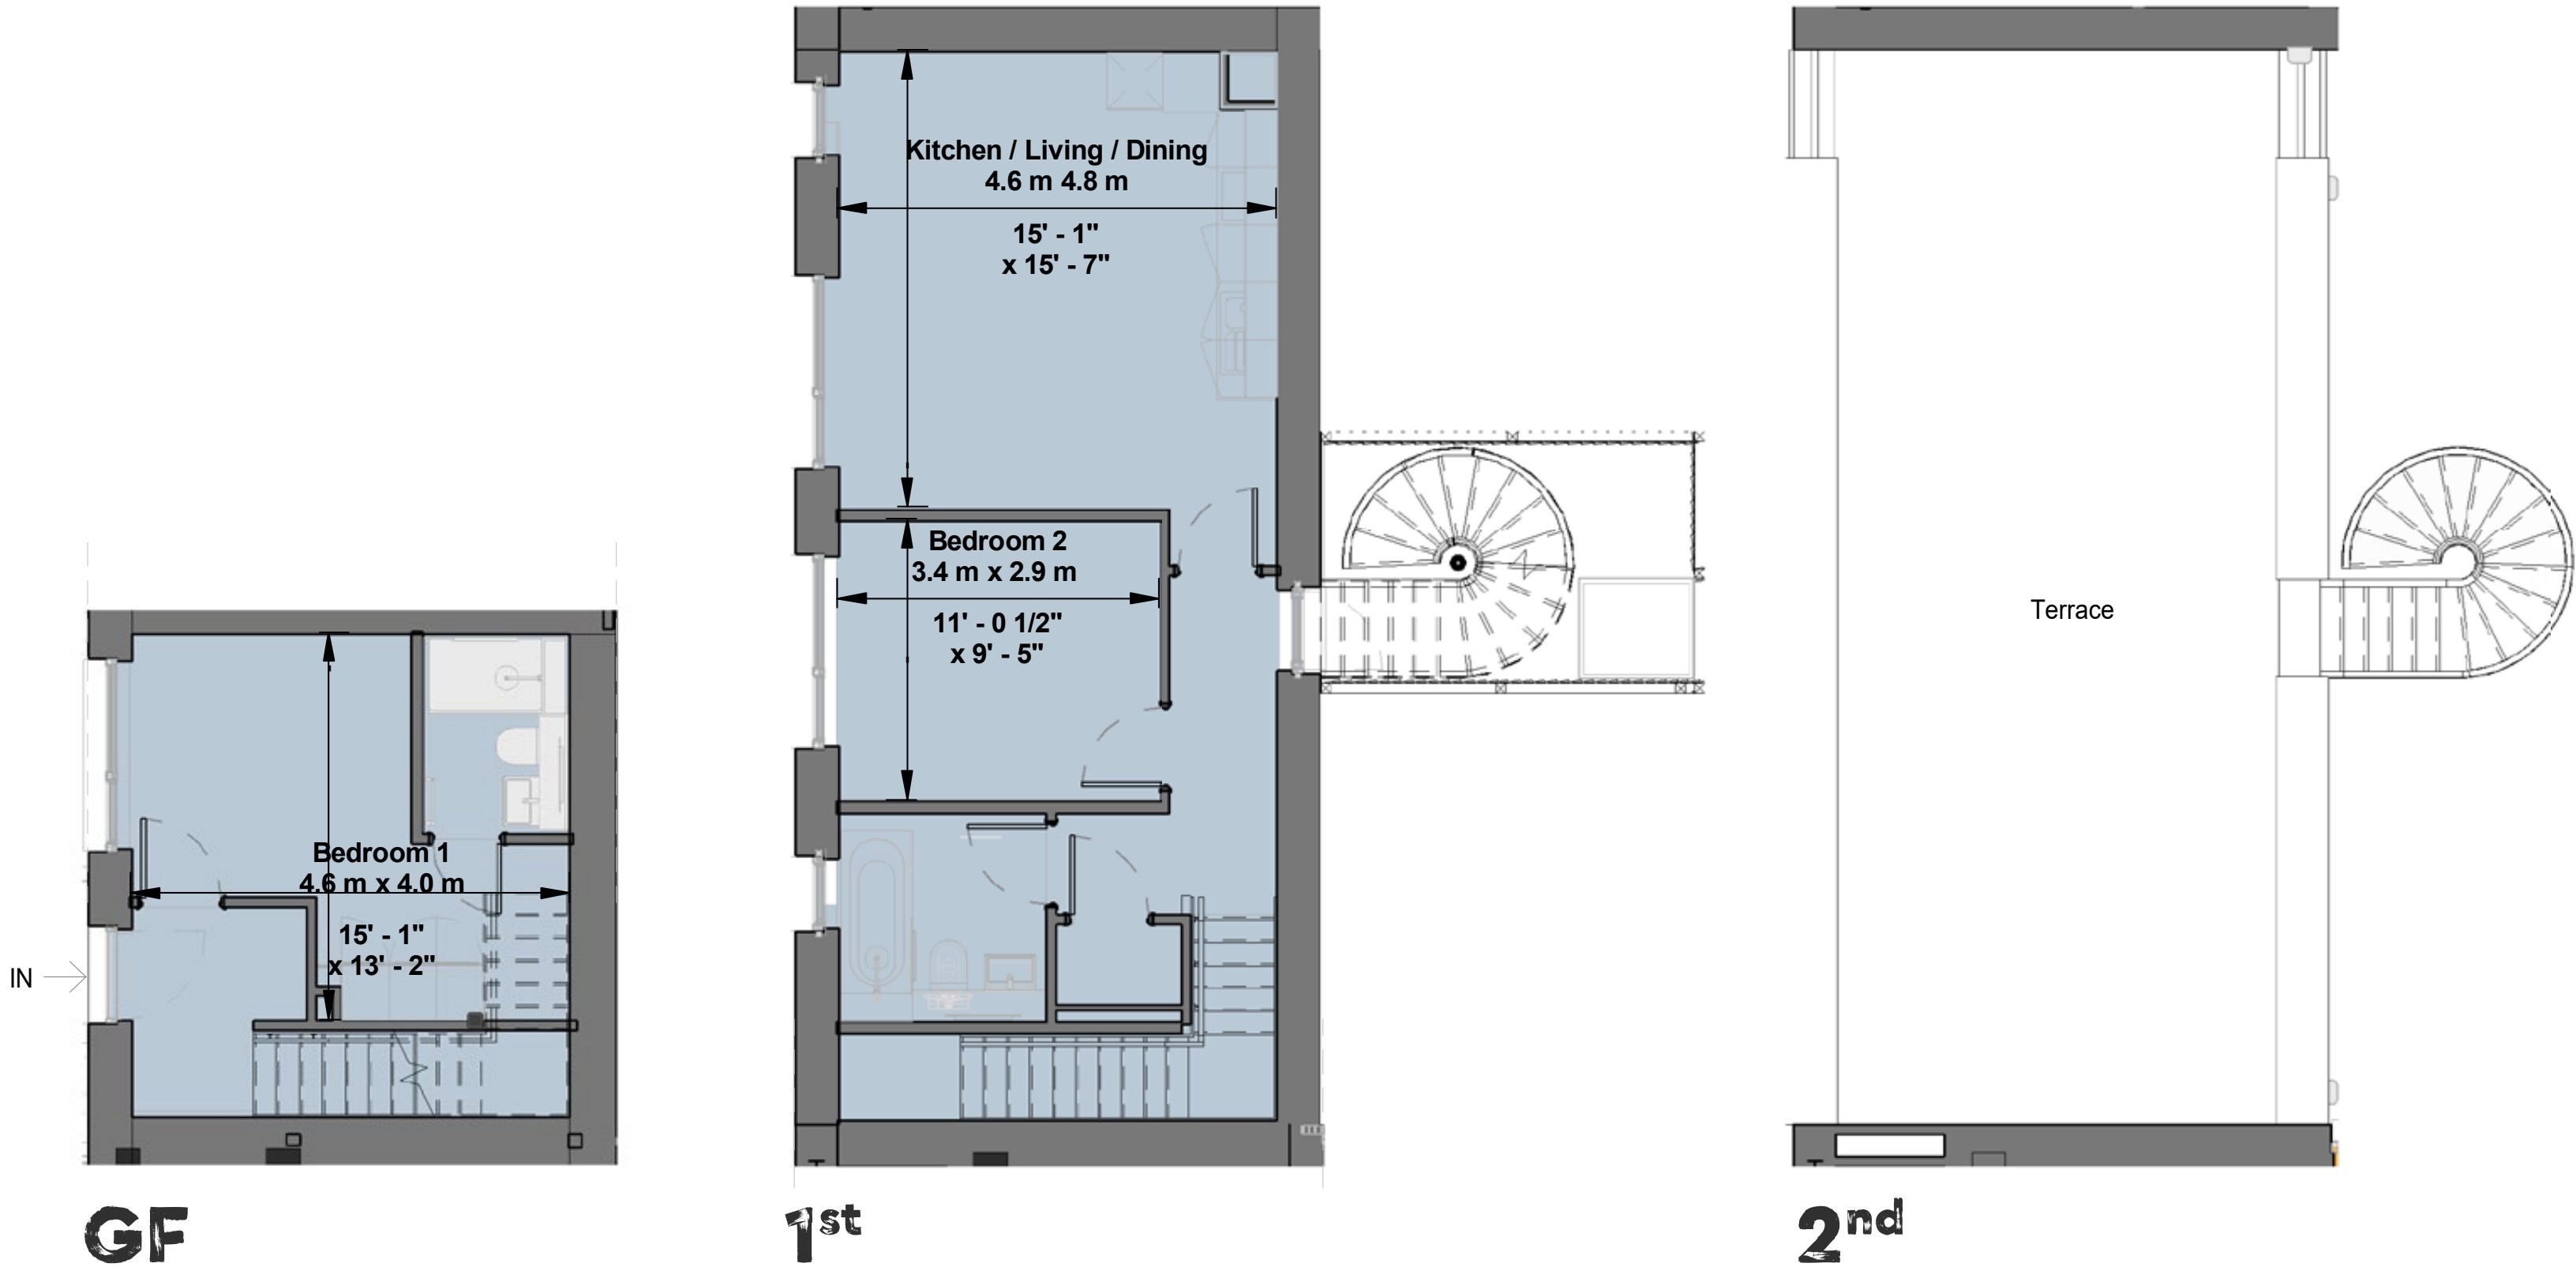 Kitchen / Living / Dining
4.6 m 4.8 m
15' - 1"
x 15' - 7"
Bedroom 2
3.4 m x 2.9 m
11' - 0 1/2"
x 9' - 5"
Terrace
Bedroom 1
4.6 m x 4.0 m
15' - 1"
x 13' - 2"
IN
GF
1st
2nd